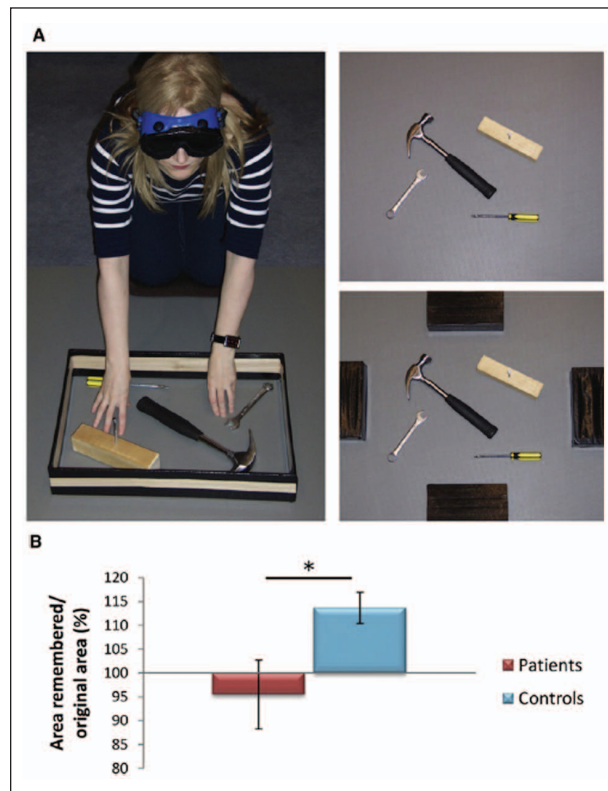 A
B
Area remembered/
original area (%)
120
115
110
105
100
95
90
85
80
*
Patients
Controls